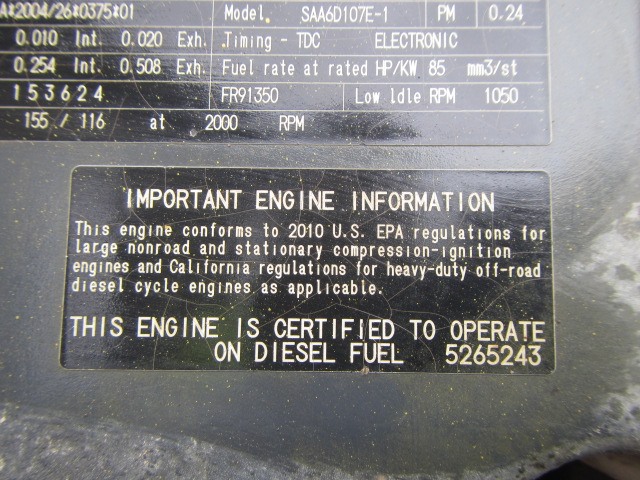 A*2004/26*0375*01 Model SAA6D107E-1 PM 0.24
0.010 Int. 0.020 Exh. Timing - TDC ELECTRONIC
0.254 Int. 0.508 Exh. Fuel rate at rated HP/KW 85 mm3/st
153624 FR91350 Low Idle RPM 1050
155 / 116 at 2000 RPM
IMPORTANT ENGINE INFORMATION
This engine conforms to 2010 U.S. EPA regulations for
large nonroad and stationary compression-ignition
engines and California regulations for heavy-duty off-road
diesel cycle engines as applicable.
THIS ENGINE IS CERTIFIED TO OPERATE
ON DIESEL FUEL 5265243